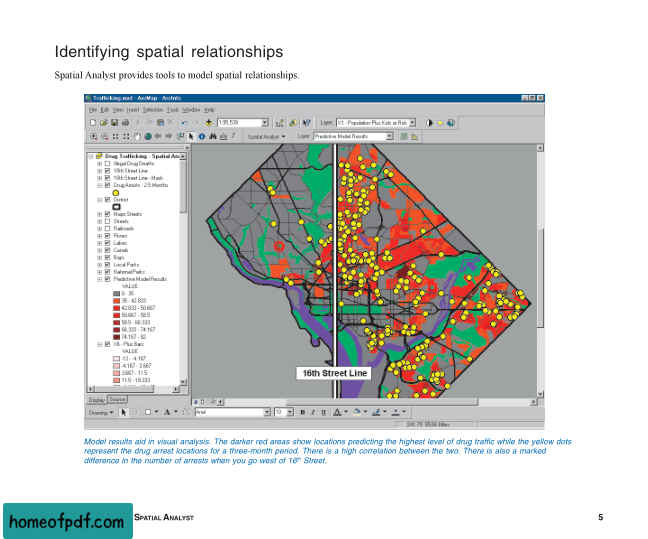 Identifying spatial relationships
Spatial Analyst provides tools to model spatial relationships.
Trafficking.mxd - ArcMap - ArcInfo
File Edit View Insert Selection Tools Window Help
1:95,539
Layer: X1 - Population Plus Kids at Risk
Spatial Analyst
Layer: Predictive Model Results
Drug Trafficking - Spatial An
Illegal Drug Deaths
16th Street Line
16th Street Line - Mask
Drug Arrests - 2.9 Months
District
Major Streets
Streets
Railroads
Rivers
Lakes
Canals
Bays
Local Parks
National Parks
Predictive Model Results
VALUE
0 - 35
35 - 42.833
42.833 - 50.667
50.667 - 58.5
58.5 - 66.333
66.333 - 74.167
74.167 - 82
X6 - Plus Bars
VALUE
-12 - -4.167
-4.167 - 3.667
3.667 - 11.5
11.5 - 19.333
16th Street Line
Display Source
Drawing
Arial
10
B I U A
Model results aid in visual analysis. The darker red areas show locations predicting the highest level of drug traffic while the yellow dots
represent the drug arrest locations for a three-month period. There is a high correlation between the two. There is also a marked
difference in the number of arrests when you go west of 16th Street.
homeofpdf.com
SPATIAL ANALYST
5